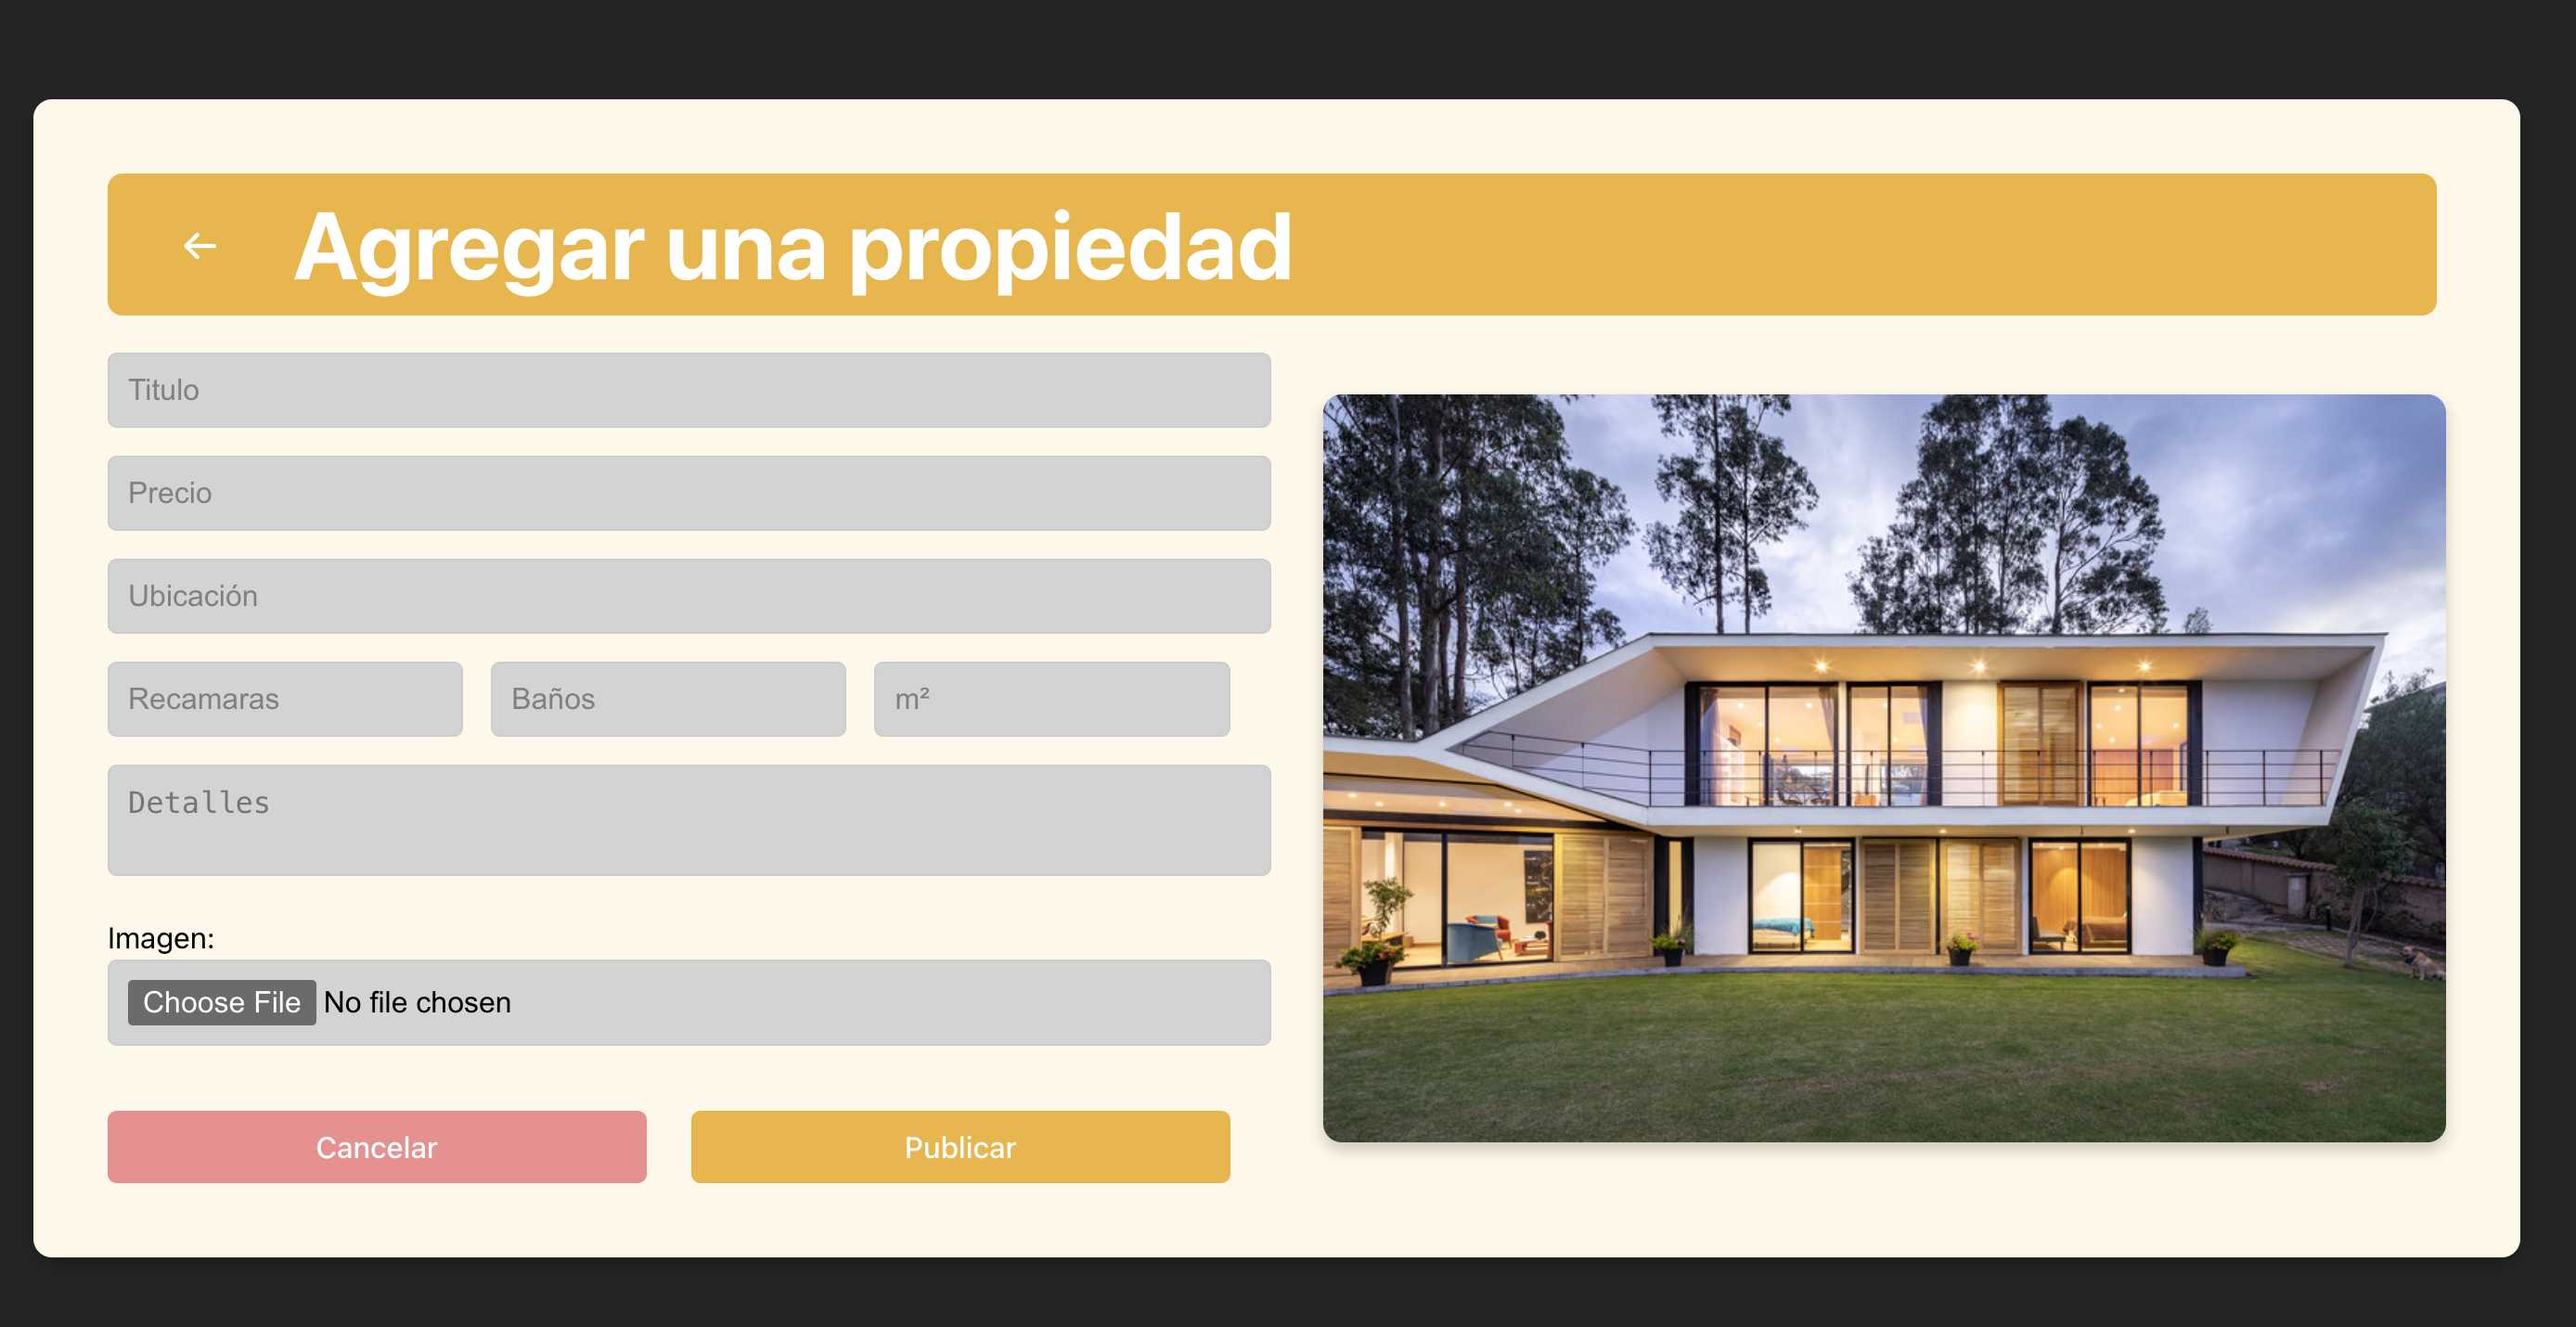 Agregar una propiedad
Titulo
Precio
Ubicación
Recamaras Baños m²
Detalles
Imagen:
Choose File No file chosen
Cancelar Publicar